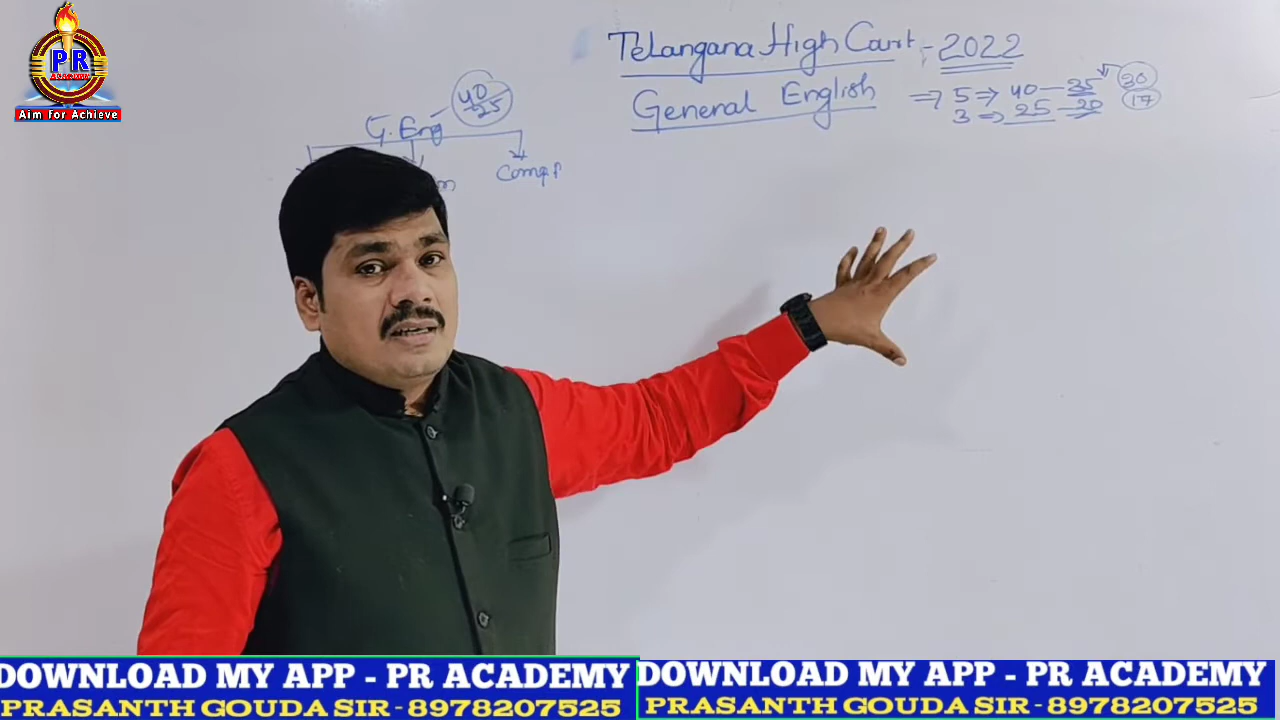 PR
Academy
Aim For Achieve
Telangana High Court - 2022
General English ⇒ 5 ⇒ 40 — 35 30
3 ⇒ 25 — 20 17
40
25
G. Eng
DOWNLOAD MY APP - PR ACADEMY DOWNLOAD MY APP - PR ACADEMY
PRASANTH GOUDA SIR - 8978207525 PRASANTH GOUDA SIR - 8978207525